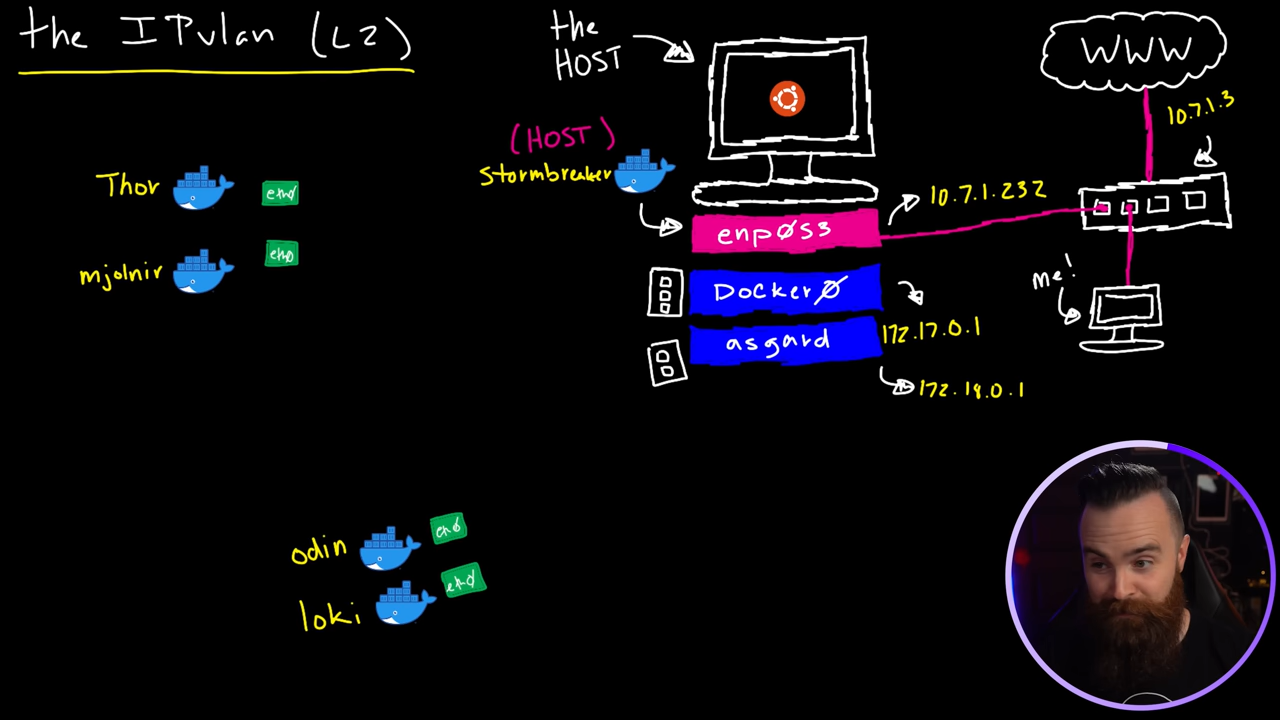 the IPvlan (L2)
the
HOST
WWW
10.7.1.3
(HOST)
stormbreaker
Thor
eth0
mjolnir
eth0
enp0s3
10.7.1.232
Docker0
172.17.0.1
asgard
172.18.0.1
me!
odin
eth0
loki
eth0